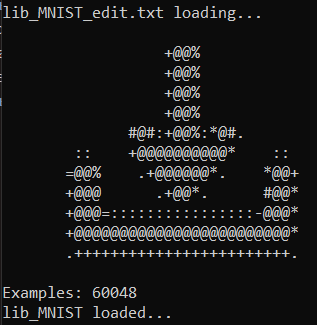 lib_MNIST_edit.txt loading...
+@@%
+@@%
+@@%
+@@%
#@#:+@@%:*@#.
:: +@@@@@@@@@@* ::
=@@% .+@@@@@@*. *@@+
+@@@ .+@@*. #@@*
+@@@=::::::::::::::::-@@@*
+@@@@@@@@@@@@@@@@@@@@@@@@*
.++++++++++++++++++++++++.
Examples: 60048
lib_MNIST loaded...